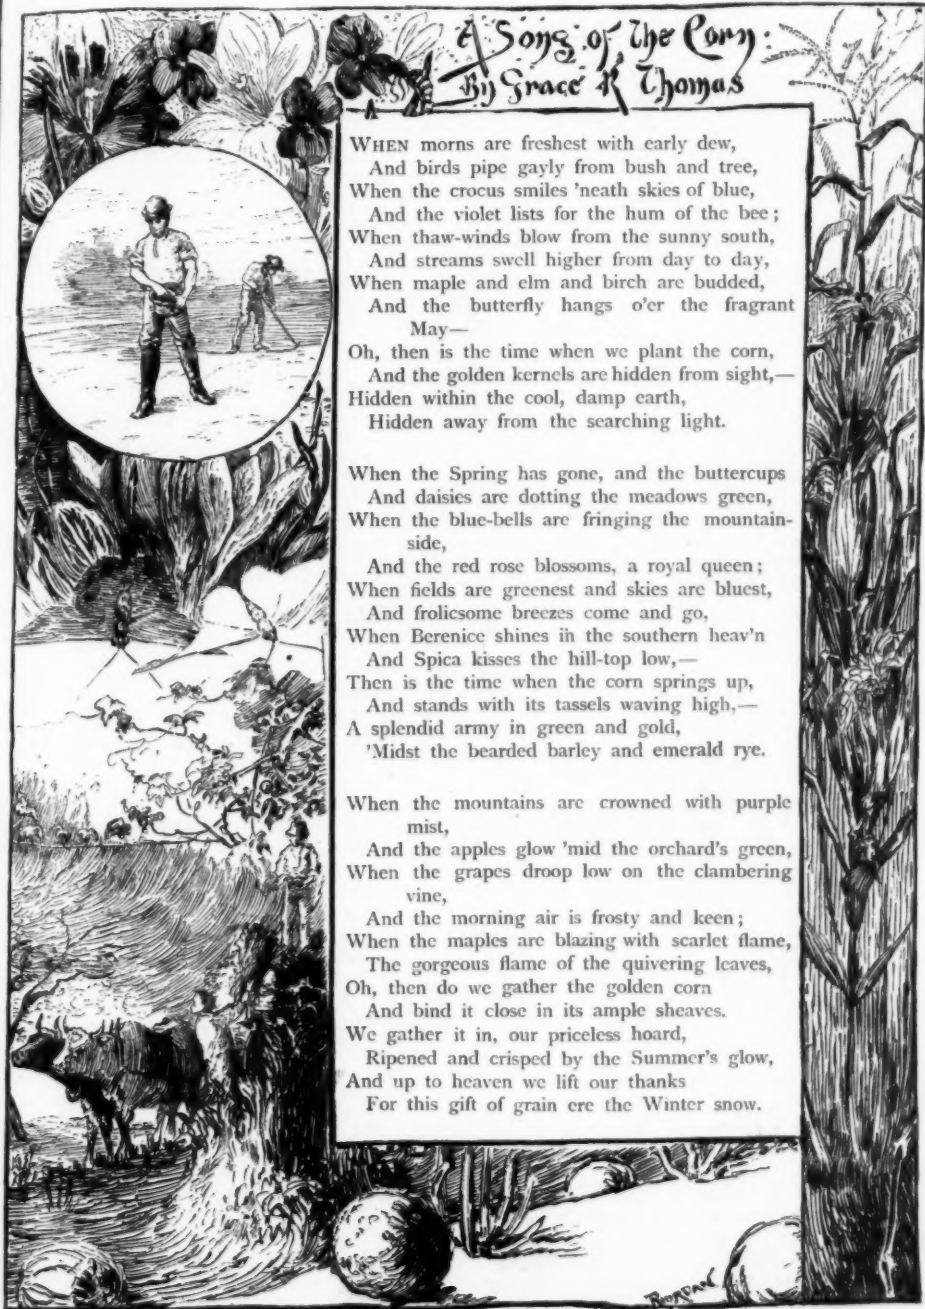 A Song of the Corn:
By Grace R Thomas
WHEN morns are freshest with early dew,
And birds pipe gayly from bush and tree,
When the crocus smiles 'neath skies of blue,
And the violet lists for the hum of the bee;
When thaw-winds blow from the sunny south,
And streams swell higher from day to day,
When maple and elm and birch are budded,
And the butterfly hangs o'er the fragrant
May—
Oh, then is the time when we plant the corn,
And the golden kernels are hidden from sight,—
Hidden within the cool, damp earth,
Hidden away from the searching light.
When the Spring has gone, and the buttercups
And daisies are dotting the meadows green,
When the blue-bells are fringing the mountain-
side,
And the red rose blossoms, a royal queen;
When fields are greenest and skies are bluest,
And frolicsome breezes come and go,
When Berenice shines in the southern heav'n
And Spica kisses the hill-top low,—
Then is the time when the corn springs up,
And stands with its tassels waving high,—
A splendid army in green and gold,
'Midst the bearded barley and emerald rye.
When the mountains are crowned with purple
mist,
And the apples glow 'mid the orchard's green,
When the grapes droop low on the clambering
vine,
And the morning air is frosty and keen;
When the maples are blazing with scarlet flame,
The gorgeous flame of the quivering leaves,
Oh, then do we gather the golden corn
And bind it close in its ample sheaves.
We gather it in, our priceless hoard,
Ripened and crisped by the Summer's glow,
And up to heaven we lift our thanks
For this gift of grain ere the Winter snow.